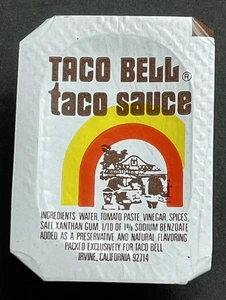 TACO BELL®
taco sauce
INGREDIENTS: WATER, TOMATO PASTE, VINEGAR, SPICES,
SALT, XANTHAN GUM, 1/10 OF 1% SODIUM BENZOATE
ADDED AS A PRESERVATIVE AND NATURAL FLAVORING
PACKED EXCLUSIVELY FOR TACO BELL
IRVINE, CALIFORNIA 92714